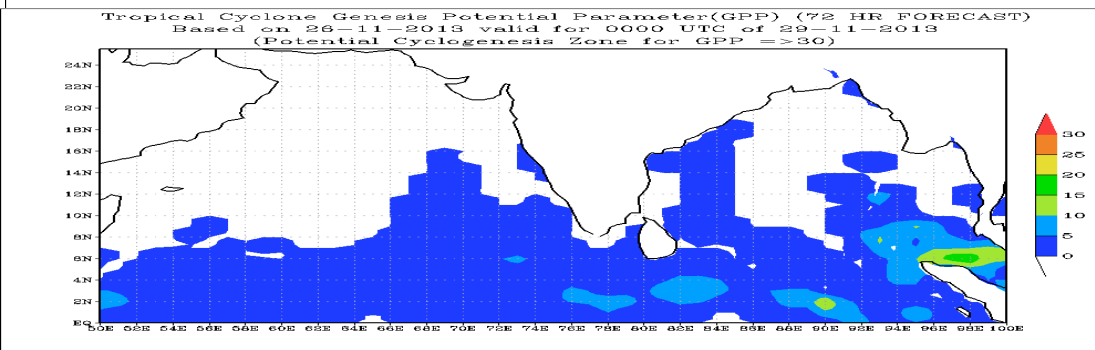 Tropical Cyclone Genesis Potential Parameter(GPP) (72 HR FORECAST)
Based on 26-11-2013 valid for 0000 UTC of 29-11-2013
(Potential Cyclogenesis Zone for GPP =>30)
24N
22N
20N
18N
16N
14N
12N
10N
8N
6N
4N
2N
EQ
50E 52E 54E 56E 58E 60E 62E 64E 66E 68E 70E 72E 74E 76E 78E 80E 82E 84E 86E 88E 90E 92E 94E 96E 98E 100E
30
25
20
15
10
5
0